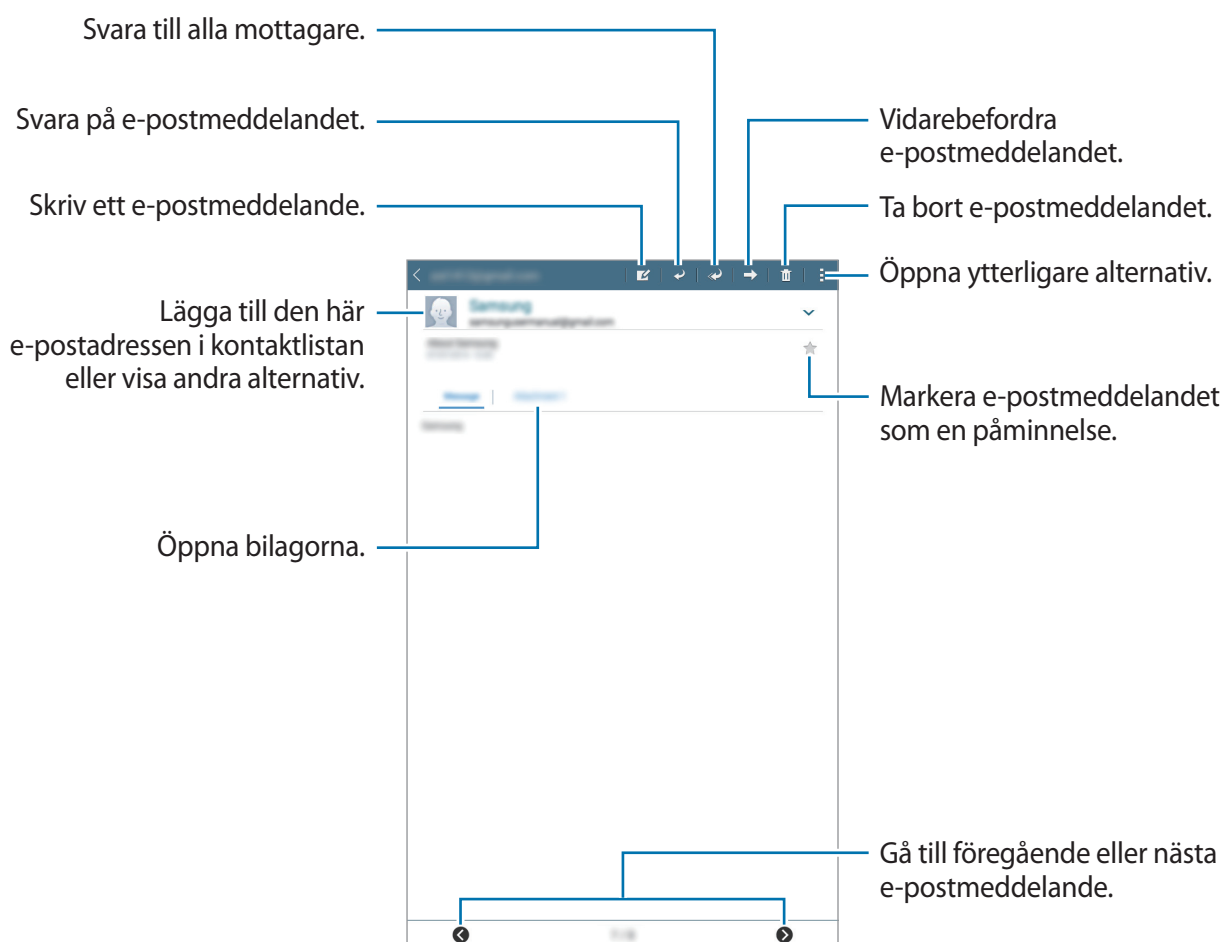 Svara till alla mottagare.
Svara på e-postmeddelandet.
Skriv ett e-postmeddelande.
Lägga till den här
e-postadressen i kontaktlistan
eller visa andra alternativ.
Öppna bilagorna.
Vidarebefordra
e-postmeddelandet.
Ta bort e-postmeddelandet.
Öppna ytterligare alternativ.
Markera e-postmeddelandet
som en påminnelse.
Gå till föregående eller nästa
e-postmeddelande.
Samsung